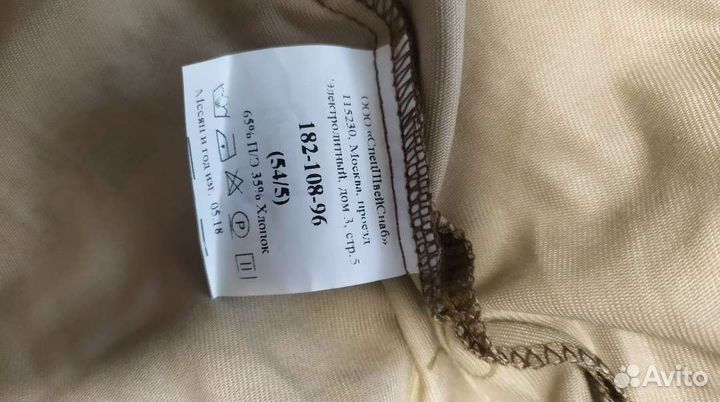 ООО «СпецШвейСнаб»
115230, Москва, проезд
Электролитный, дом 3, стр.5
182-108-96
(54/5)
65% П/Э 35% Хлопок
P
Месяц и год изг. 05.18
Avito